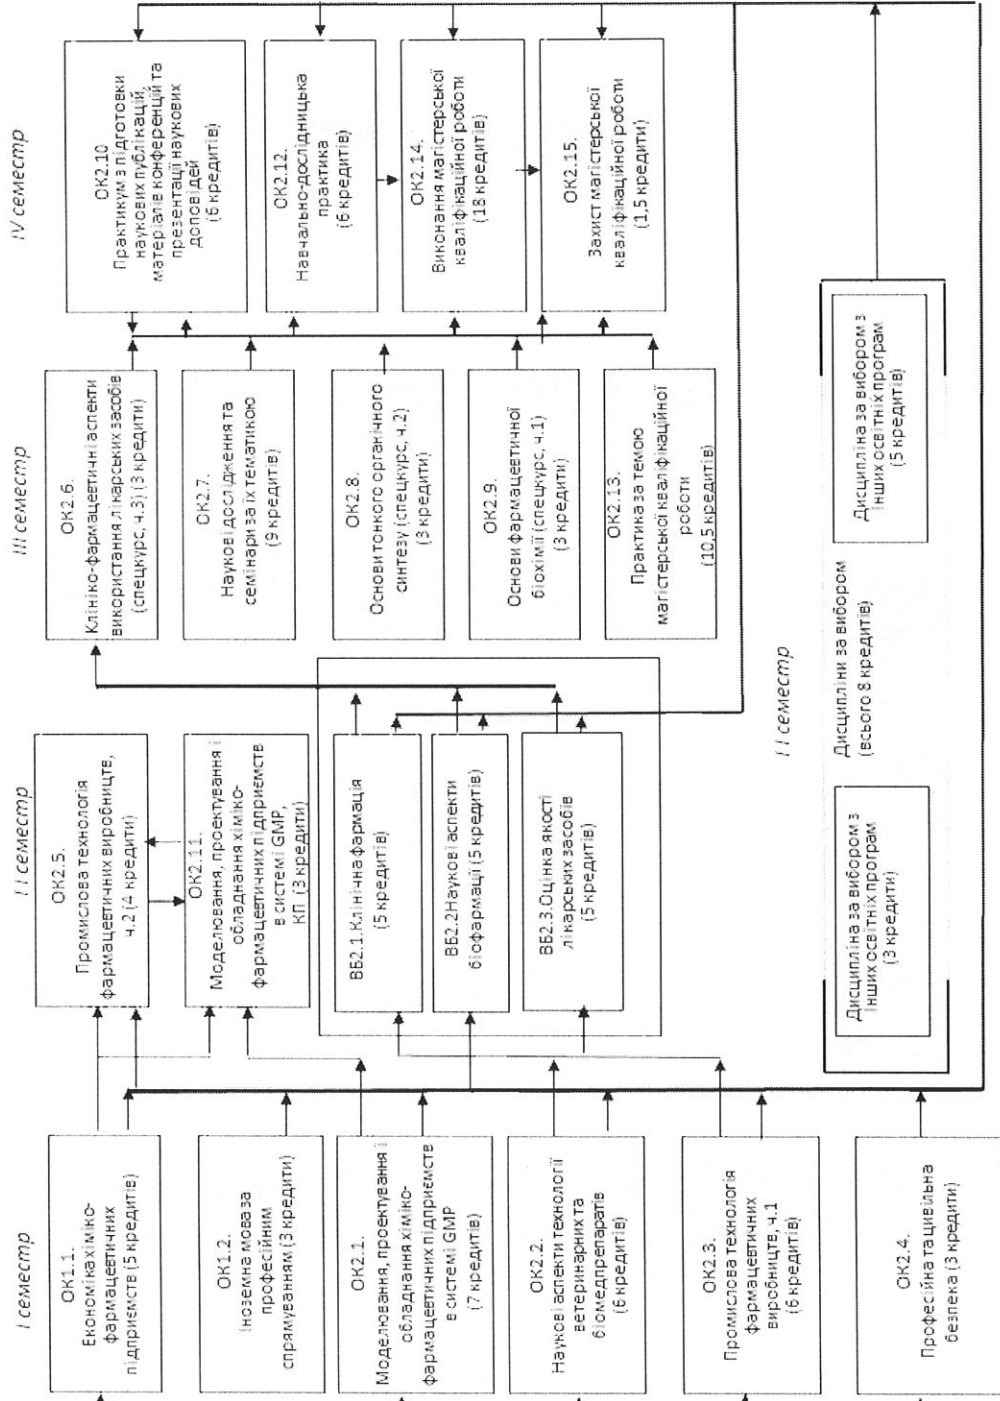 I семестр
ОК1.1.
Економіка хіміко-
фармацевтичних
підприємств (5 кредитів)
ОК1.2.
Іноземна мова за
професійним
спрямуванням (3 кредити)
ОК2.1.
Моделювання, проектування і
обладнання хіміко-
фармацевтичних підприємств
в системі GMP
(7 кредитів)
ОК2.2.
Наукові аспекти технології
ветеринарних та
біомедпрепаратів
(6 кредитів)
ОК2.3.
Промислова технологія
фармацевтичних
виробництв, ч.1
(6 кредитів)
ОК2.4.
Професійна та цивільна
безпека (3 кредити)
II семестр
ОК2.5.
Промислова технологія
фармацевтичних виробництв,
ч.2 (4 кредити)
ОК2.11.
Моделювання, проектування і
обладнання хіміко-
фармацевтичних підприємств
в системі GMP,
КП (3 кредити)
ВБ2.1.Клінічна фармація
(5 кредитів)
ВБ2.2Наукові аспекти
біофармації (5 кредитів)
ВБ2.3.Оцінка якості
лікарських засобів
(5 кредитів)
III семестр
ОК2.6.
Клініко-фармацевтичні аспекти
використання лікарських засобів
(спецкурс, ч.3) (3 кредити)
ОК2.7.
Наукові дослідження та
семінари за їх тематикою
(9 кредитів)
ОК2.8.
Основи тонкого органічного
синтезу (спецкурс, ч.2)
(3 кредити)
ОК2.9.
Основи фармацевтичної
біохімії (спецкурс, ч.1)
(3 кредити)
ОК2.13.
Практика за темою
магістерської кваліфікаційної
роботи
(10,5 кредитів)
IV семестр
ОК2.10
Практикум з підготовки
наукових публікацій,
матеріалів конференцій та
презентації наукових
доповідей
(6 кредитів)
ОК2.12.
Навчально-дослідницька
практика
(6 кредитів)
ОК2.14.
Виконання магістерської
кваліфікаційної роботи
(18 кредитів)
ОК2.15.
Захист магістерської
кваліфікаційної роботи
(1,5 кредити)
II семестр
Дисципліни за вибором
(всього 8 кредитів)
Дисципліна за вибором з
інших освітніх програм
(3 кредити)
Дисципліна за вибором з
інших освітніх програм
(5 кредитів)